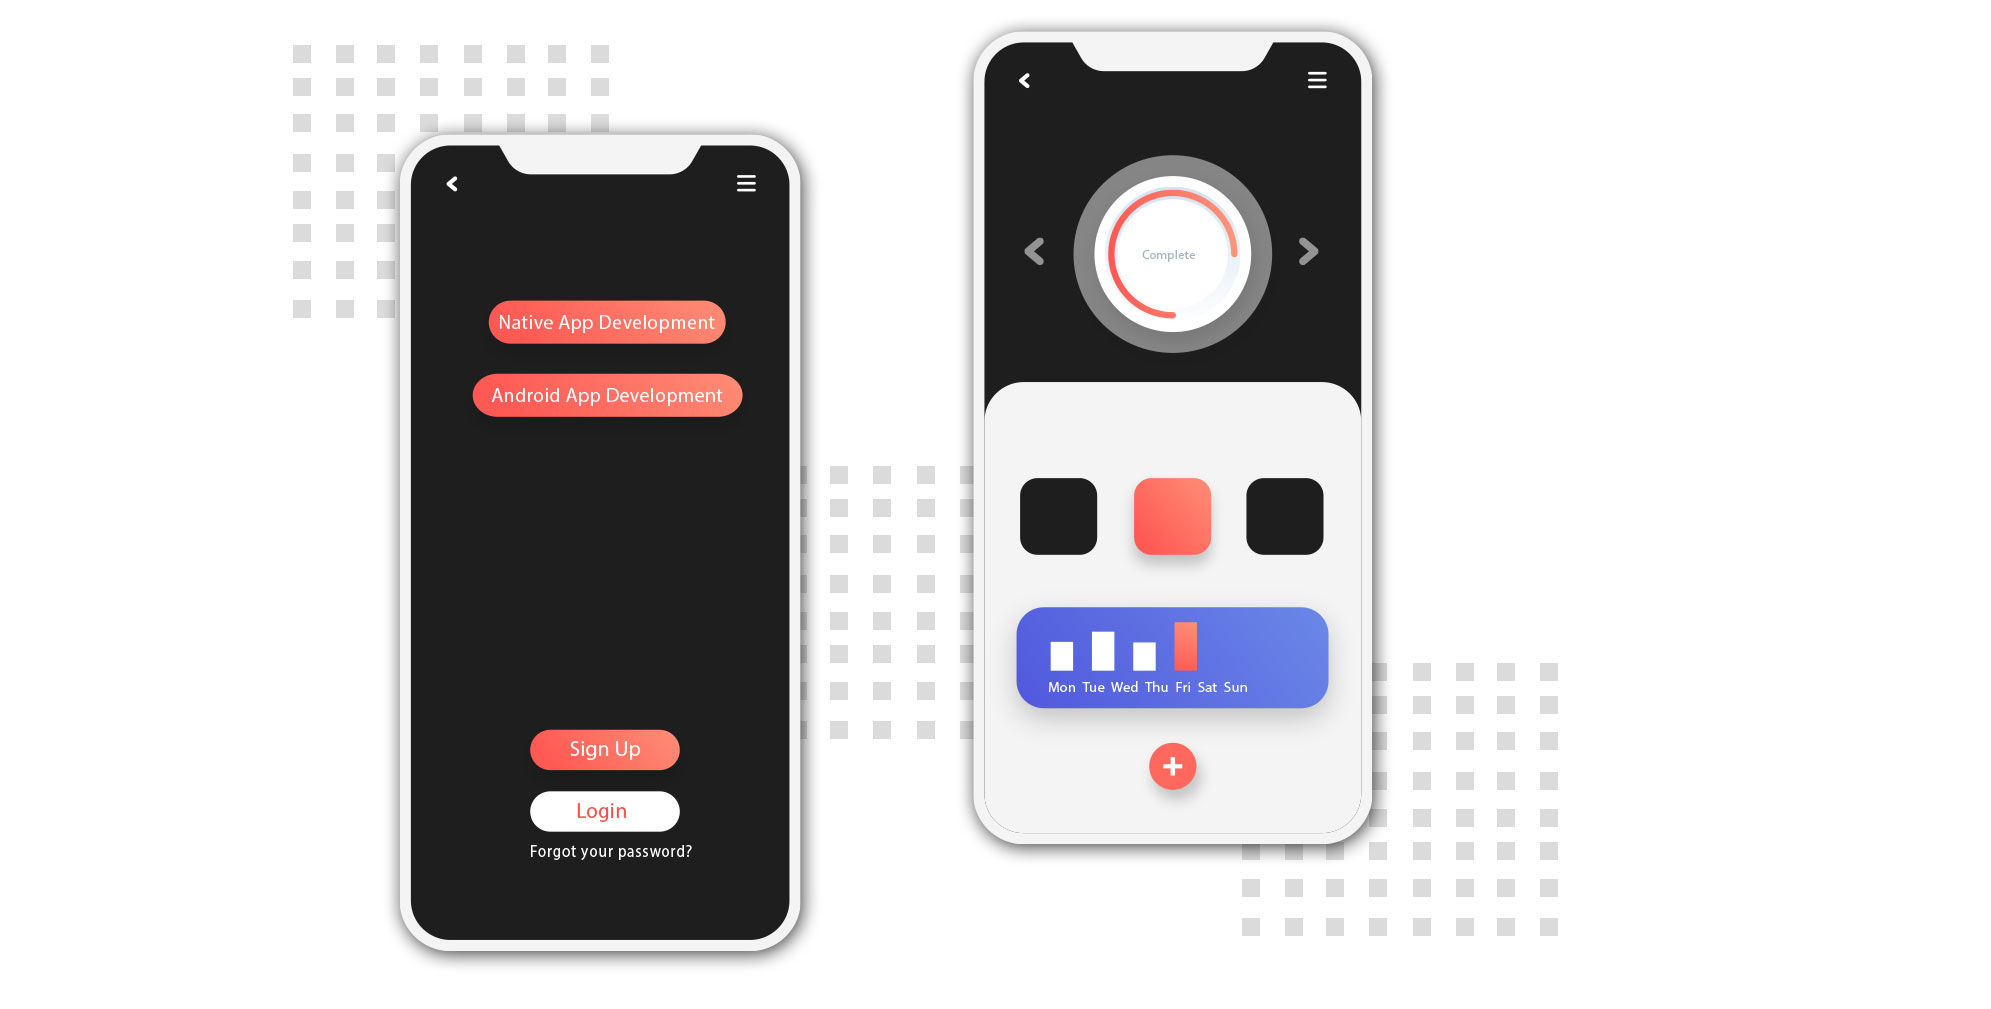 Native App Development
Android App Development
Sign Up
Login
Forgot your password?
Complete
Mon Tue Wed Thu Fri Sat Sun